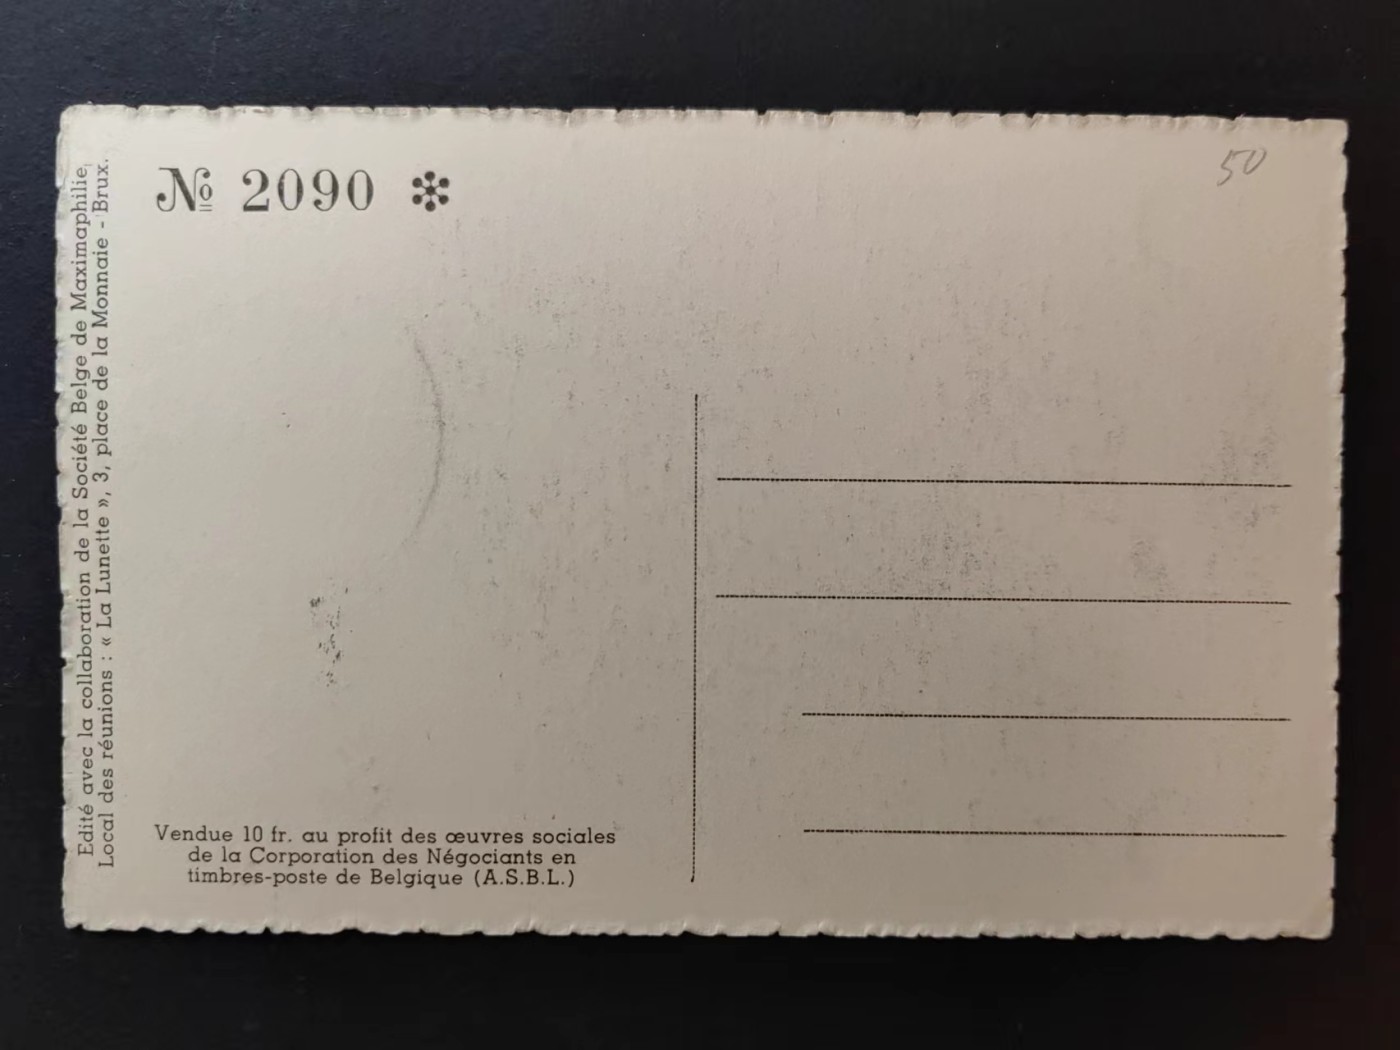 № 2090 ✻
50
Edité avec la collaboration de la Société Belge de Maximaphilie,
Local des réunions : « La Lunette », 3, place de la Monnaie - Brux.
Vendue 10 fr. au profit des œuvres sociales
de la Corporation des Négociants en
timbres-poste de Belgique (A.S.B.L.)